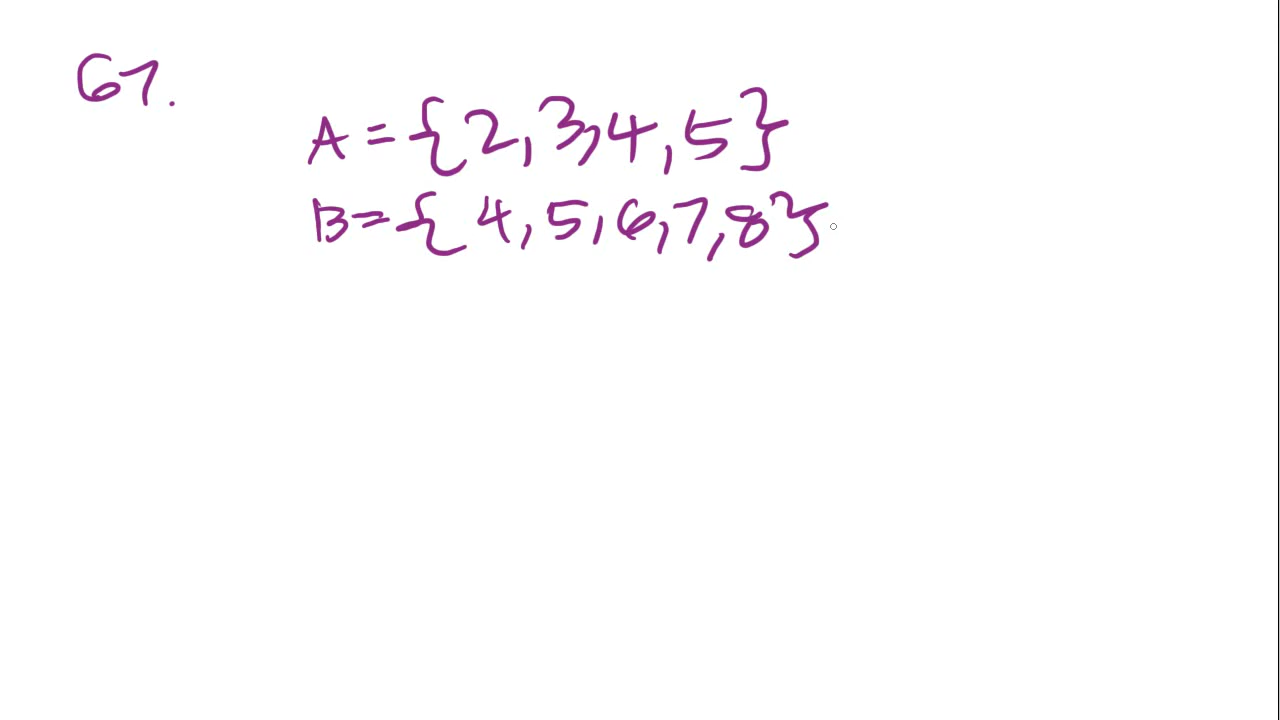 67.
A = {2, 3, 4, 5}
B = {4, 5, 6, 7, 8}